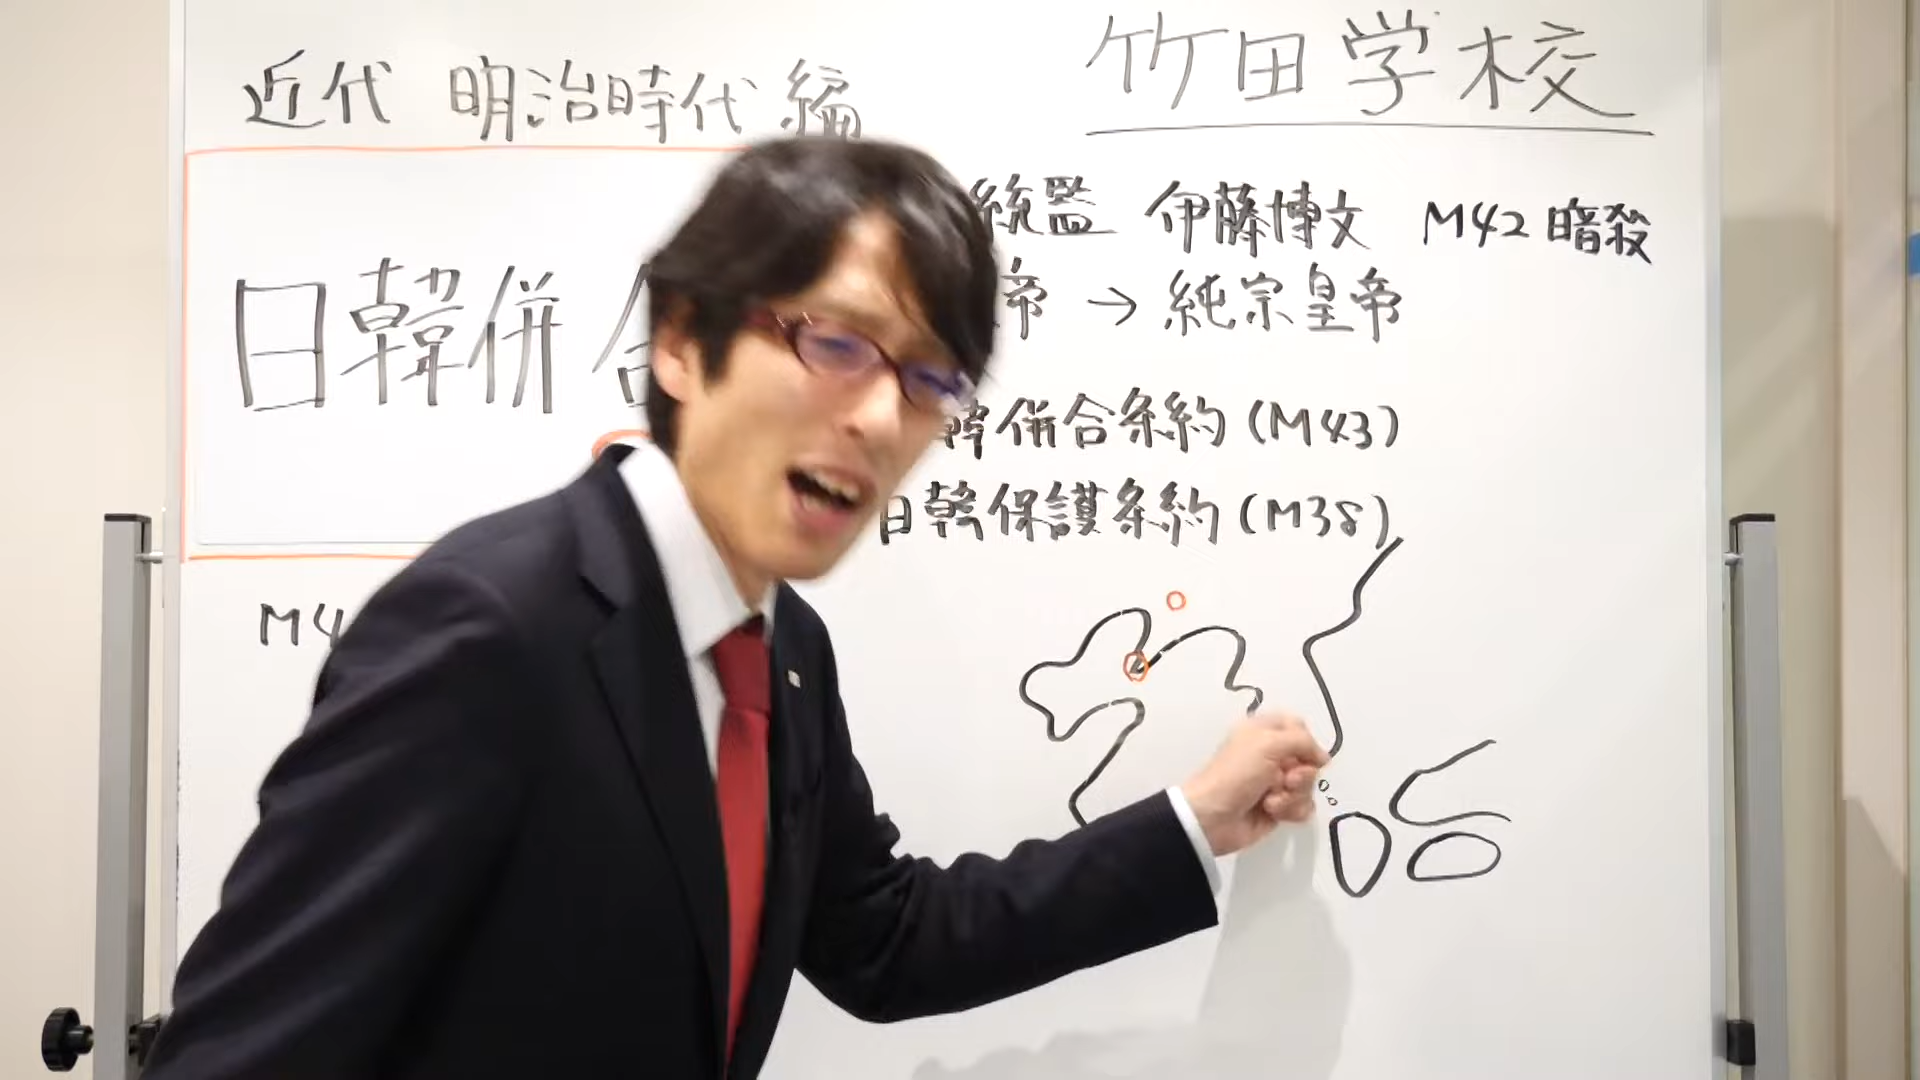 近代 明治時代 編
竹田学校
統監 伊藤博文 M42 暗殺
帝 → 純宗皇帝
日韓併合
韓併合条約 (M43)
日韓保護条約 (M38)
M4